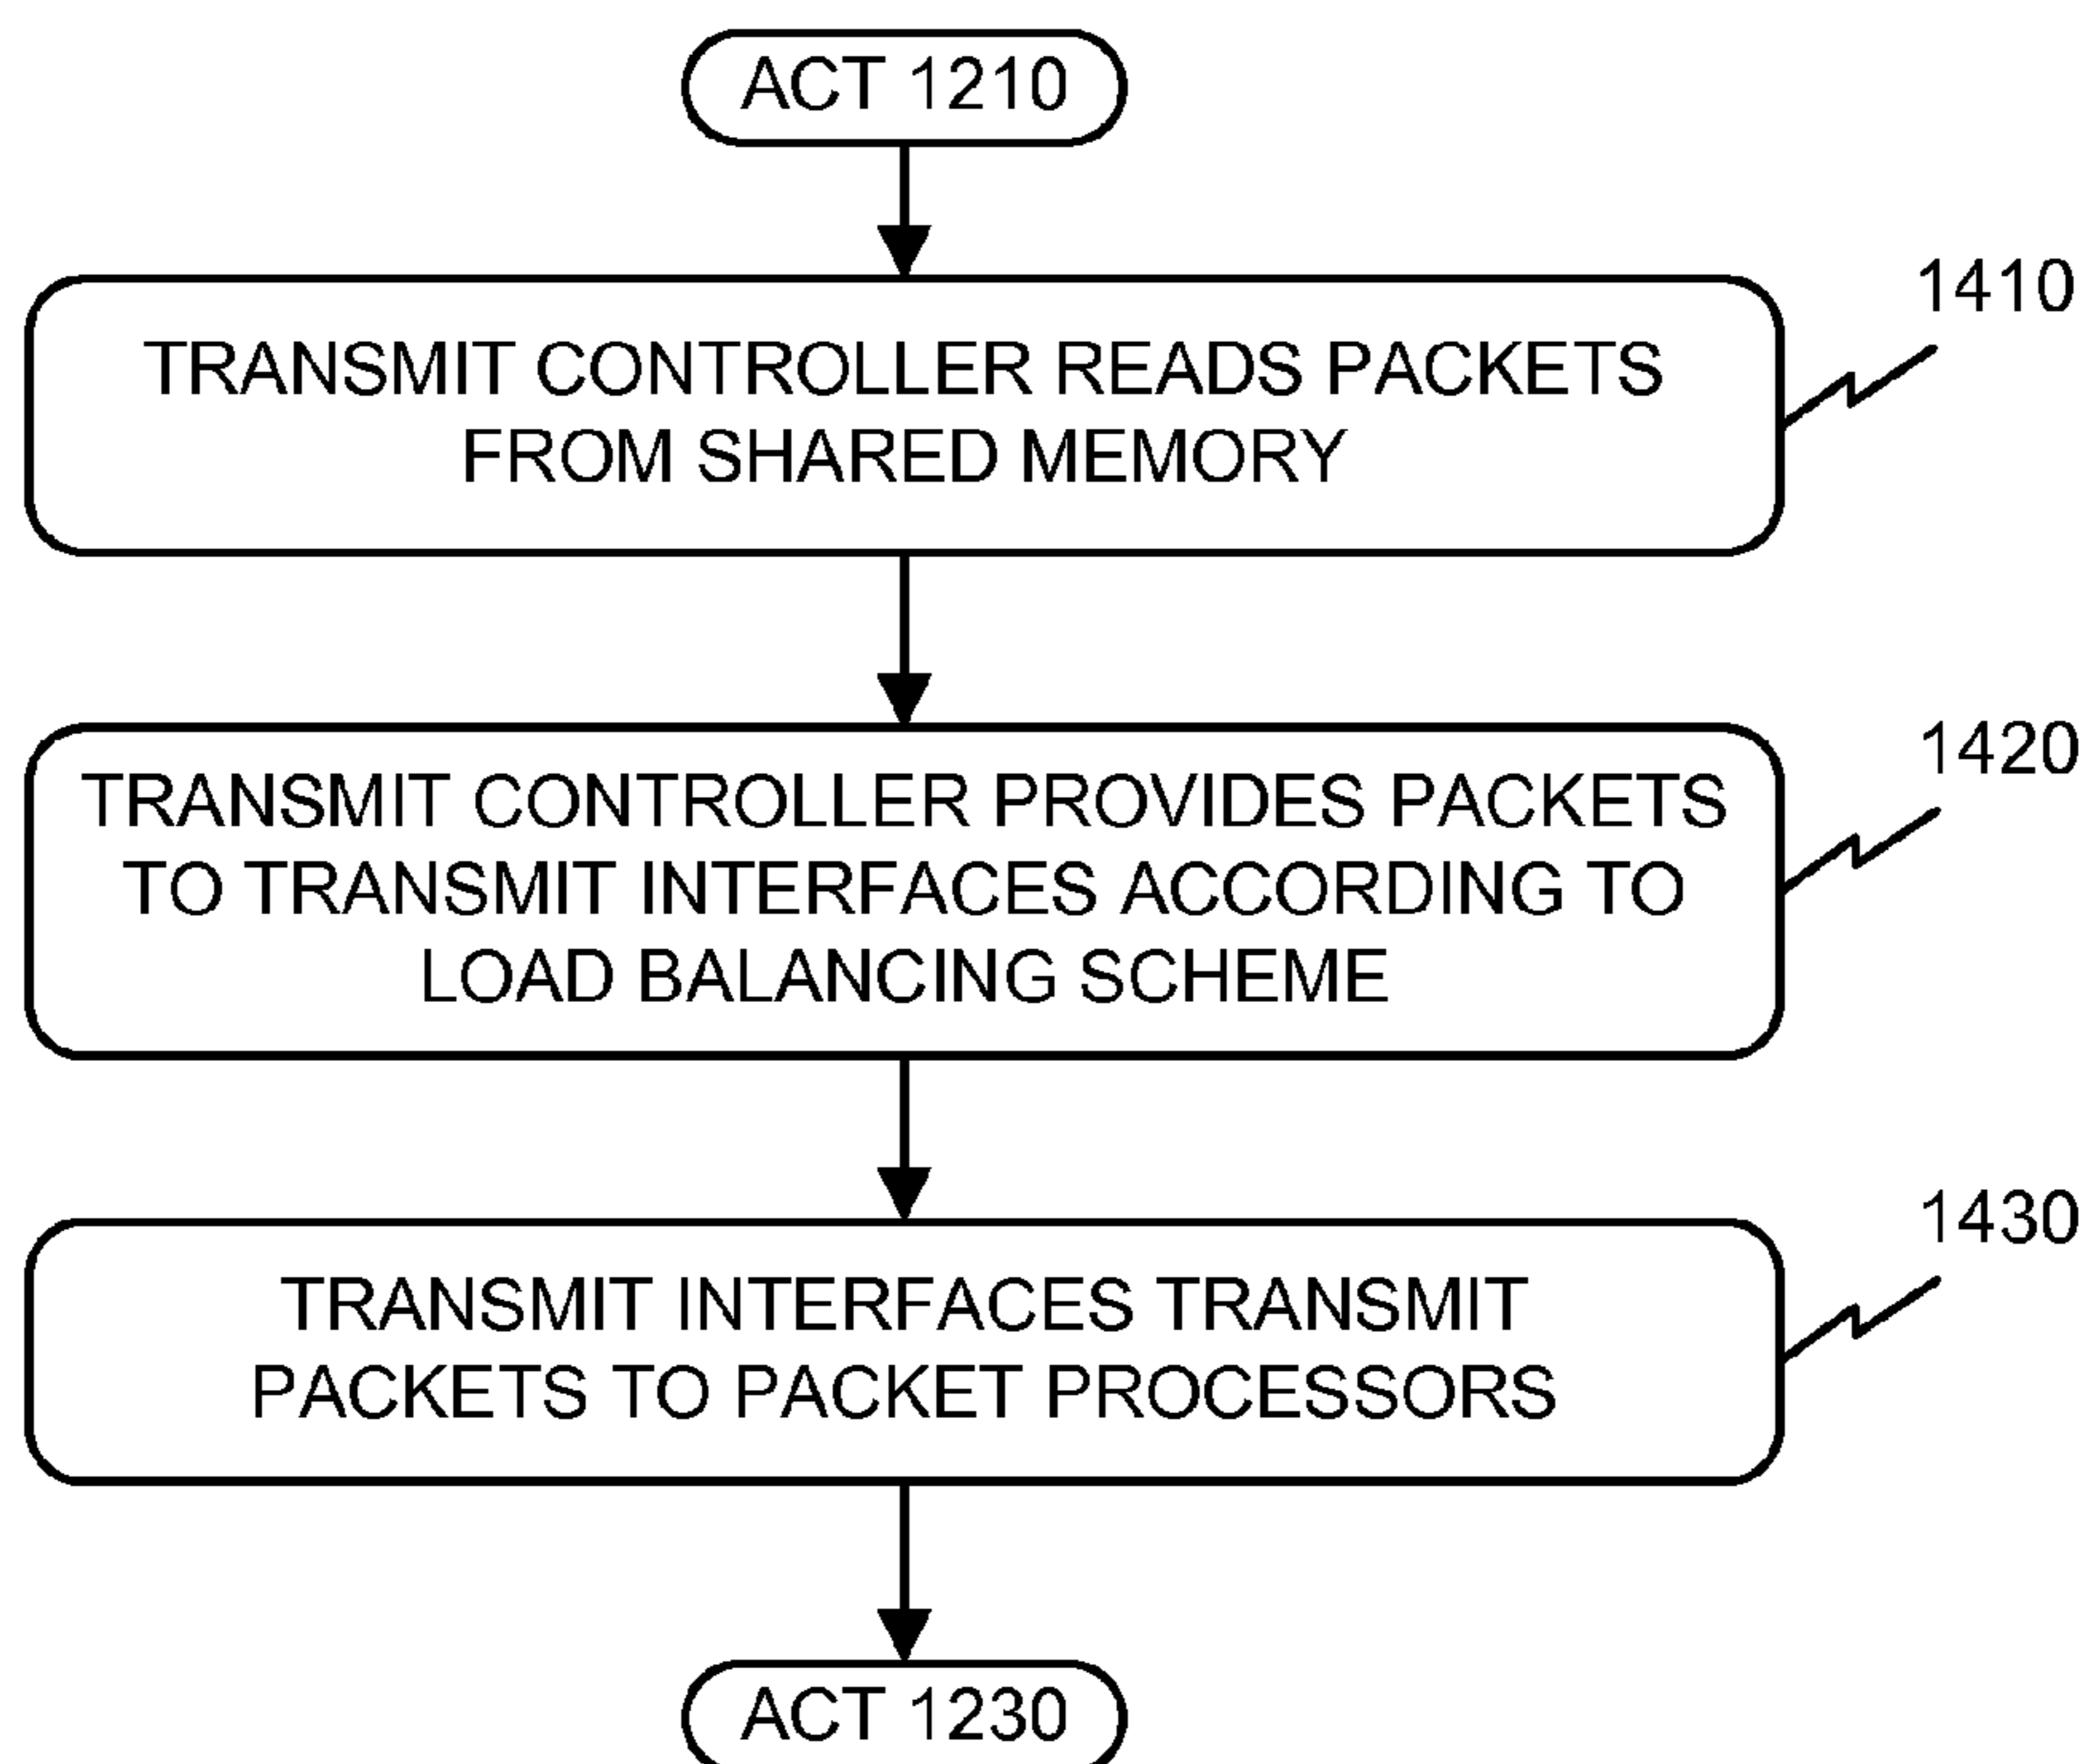 ACT 1210
1410
TRANSMIT CONTROLLER READS PACKETS
FROM SHARED MEMORY
1420
TRANSMIT CONTROLLER PROVIDES PACKETS
TO TRANSMIT INTERFACES ACCORDING TO
LOAD BALANCING SCHEME
1430
TRANSMIT INTERFACES TRANSMIT
PACKETS TO PACKET PROCESSORS
ACT 1230